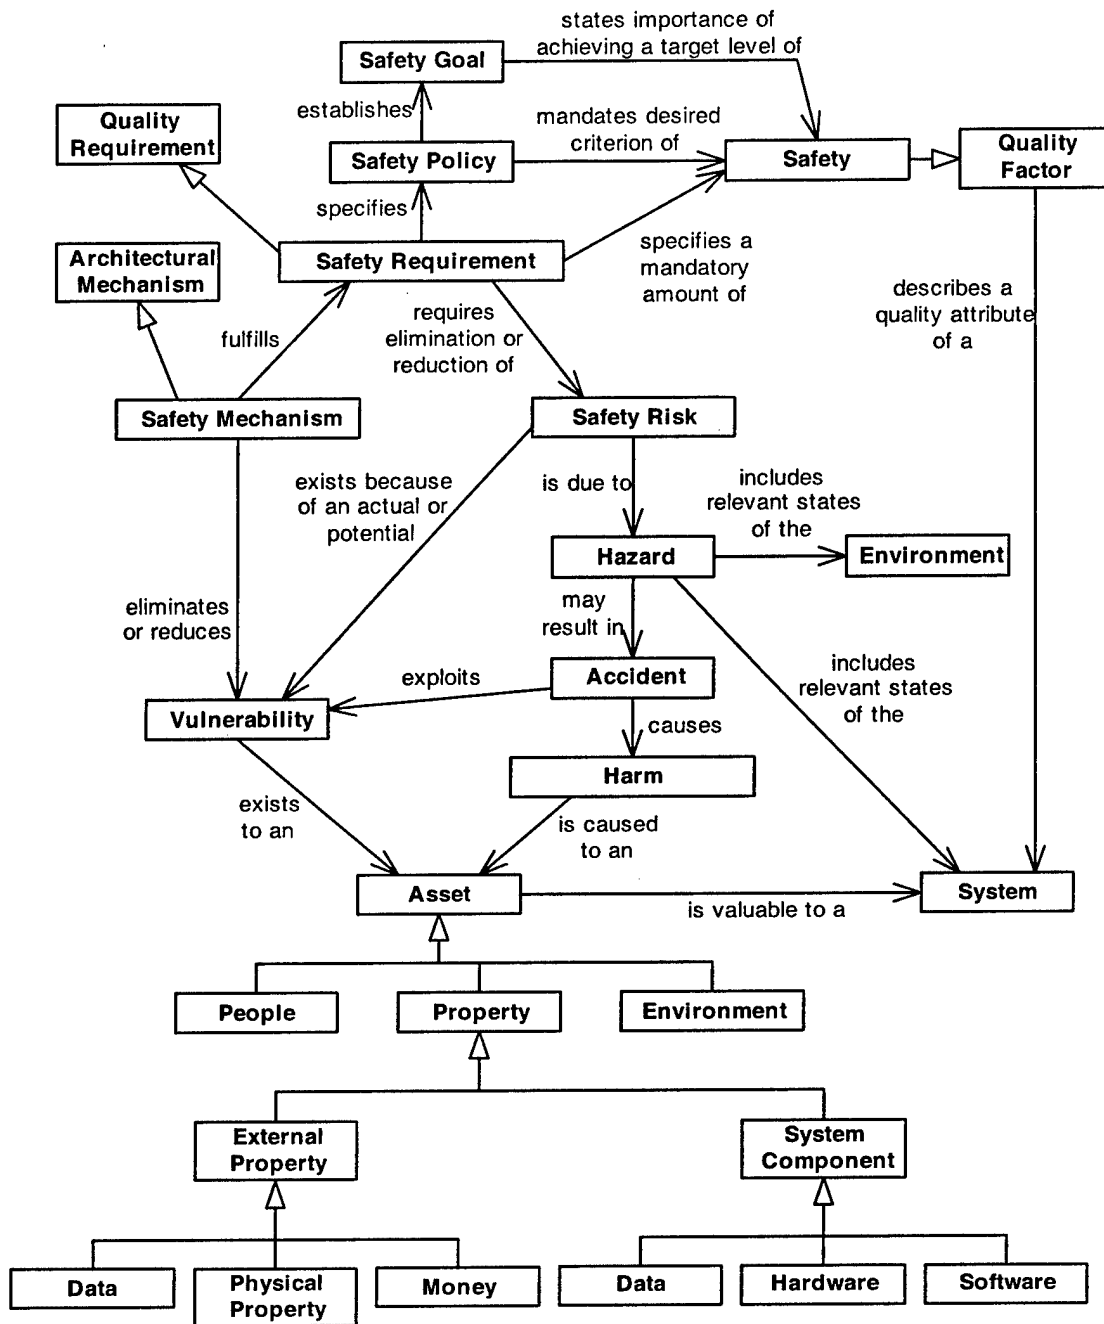 states importance of
achieving a target level of
Safety Goal
establishes
Quality
Requirement
mandates desired
criterion of
Safety Policy
Safety
Quality
Factor
specifies
Safety Requirement
specifies a
mandatory
amount of
Architectural
Mechanism
fulfills
requires
elimination or
reduction of
describes a
quality attribute
of a
Safety Mechanism
Safety Risk
exists because
of an actual or
potential
is due to
includes
relevant states
of the
Hazard
Environment
eliminates
or reduces
may
result in
exploits
Accident
includes
relevant states
of the
Vulnerability
causes
Harm
exists
to an
is caused
to an
Asset
is valuable to a
System
People
Property
Environment
External
Property
System
Component
Data
Physical
Property
Money
Data
Hardware
Software